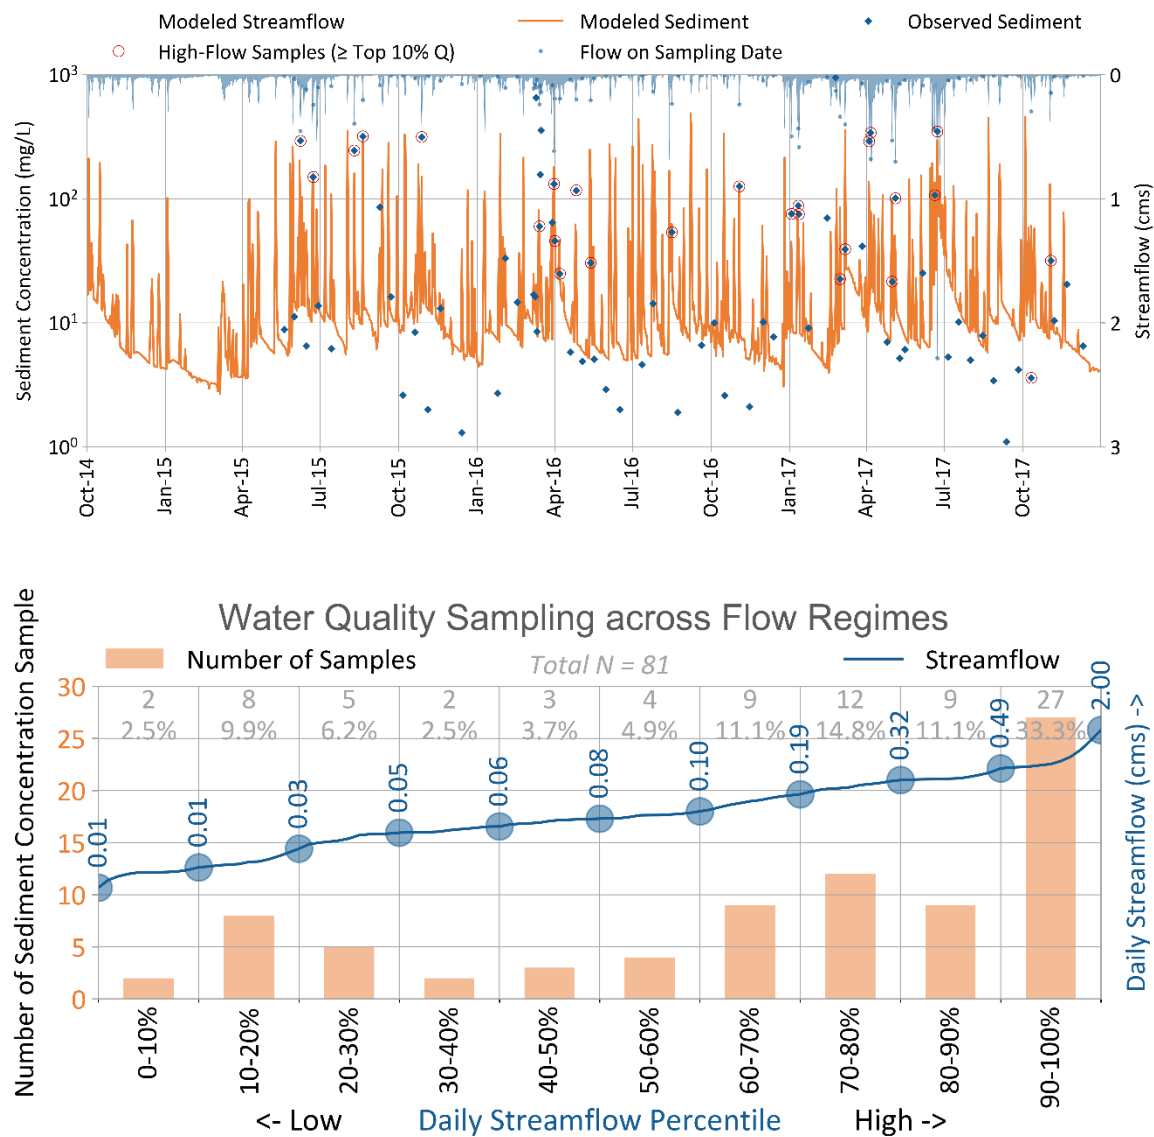 Modeled Streamflow Modeled Sediment Observed Sediment
High-Flow Samples (≥ Top 10% Q) Flow on Sampling Date
Sediment Concentration (mg/L)
10³
10²
10¹
10⁰
0
1
2
3
Streamflow (cms)
Oct-14 Jan-15 Apr-15 Jul-15 Oct-15 Jan-16 Apr-16 Jul-16 Oct-16 Jan-17 Apr-17 Jul-17 Oct-17
Water Quality Sampling across Flow Regimes
Number of Samples Total N = 81 Streamflow
Number of Sediment Concentration Sample
30
25
20
15
10
5
0
2 8 5 2 3 4 9 12 9 27
2.5% 9.9% 6.2% 2.5% 3.7% 4.9% 11.1% 14.8% 11.1% 33.3%
0.01 0.01 0.03 0.05 0.06 0.08 0.10 0.19 0.32 0.49 2.00
Daily Streamflow (cms) ->
0-10% 10-20% 20-30% 30-40% 40-50% 50-60% 60-70% 70-80% 80-90% 90-100%
<- Low Daily Streamflow Percentile High ->